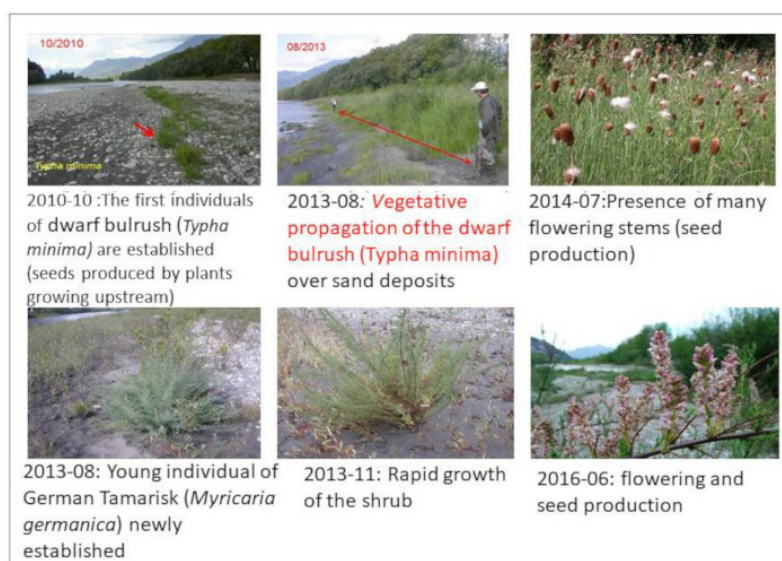 10/2010
Typha minima
08/2013
2010-10 :The first individuals
of dwarf bulrush (Typha
minima) are established
(seeds produced by plants
growing upstream)
2013-08: Vegetative
propagation of the dwarf
bulrush (Typha minima)
over sand deposits
2014-07:Presence of many
flowering stems (seed
production)
2013-08: Young individual of
German Tamarisk (Myricaria
germanica) newly
established
2013-11: Rapid growth
of the shrub
2016-06: flowering and
seed production